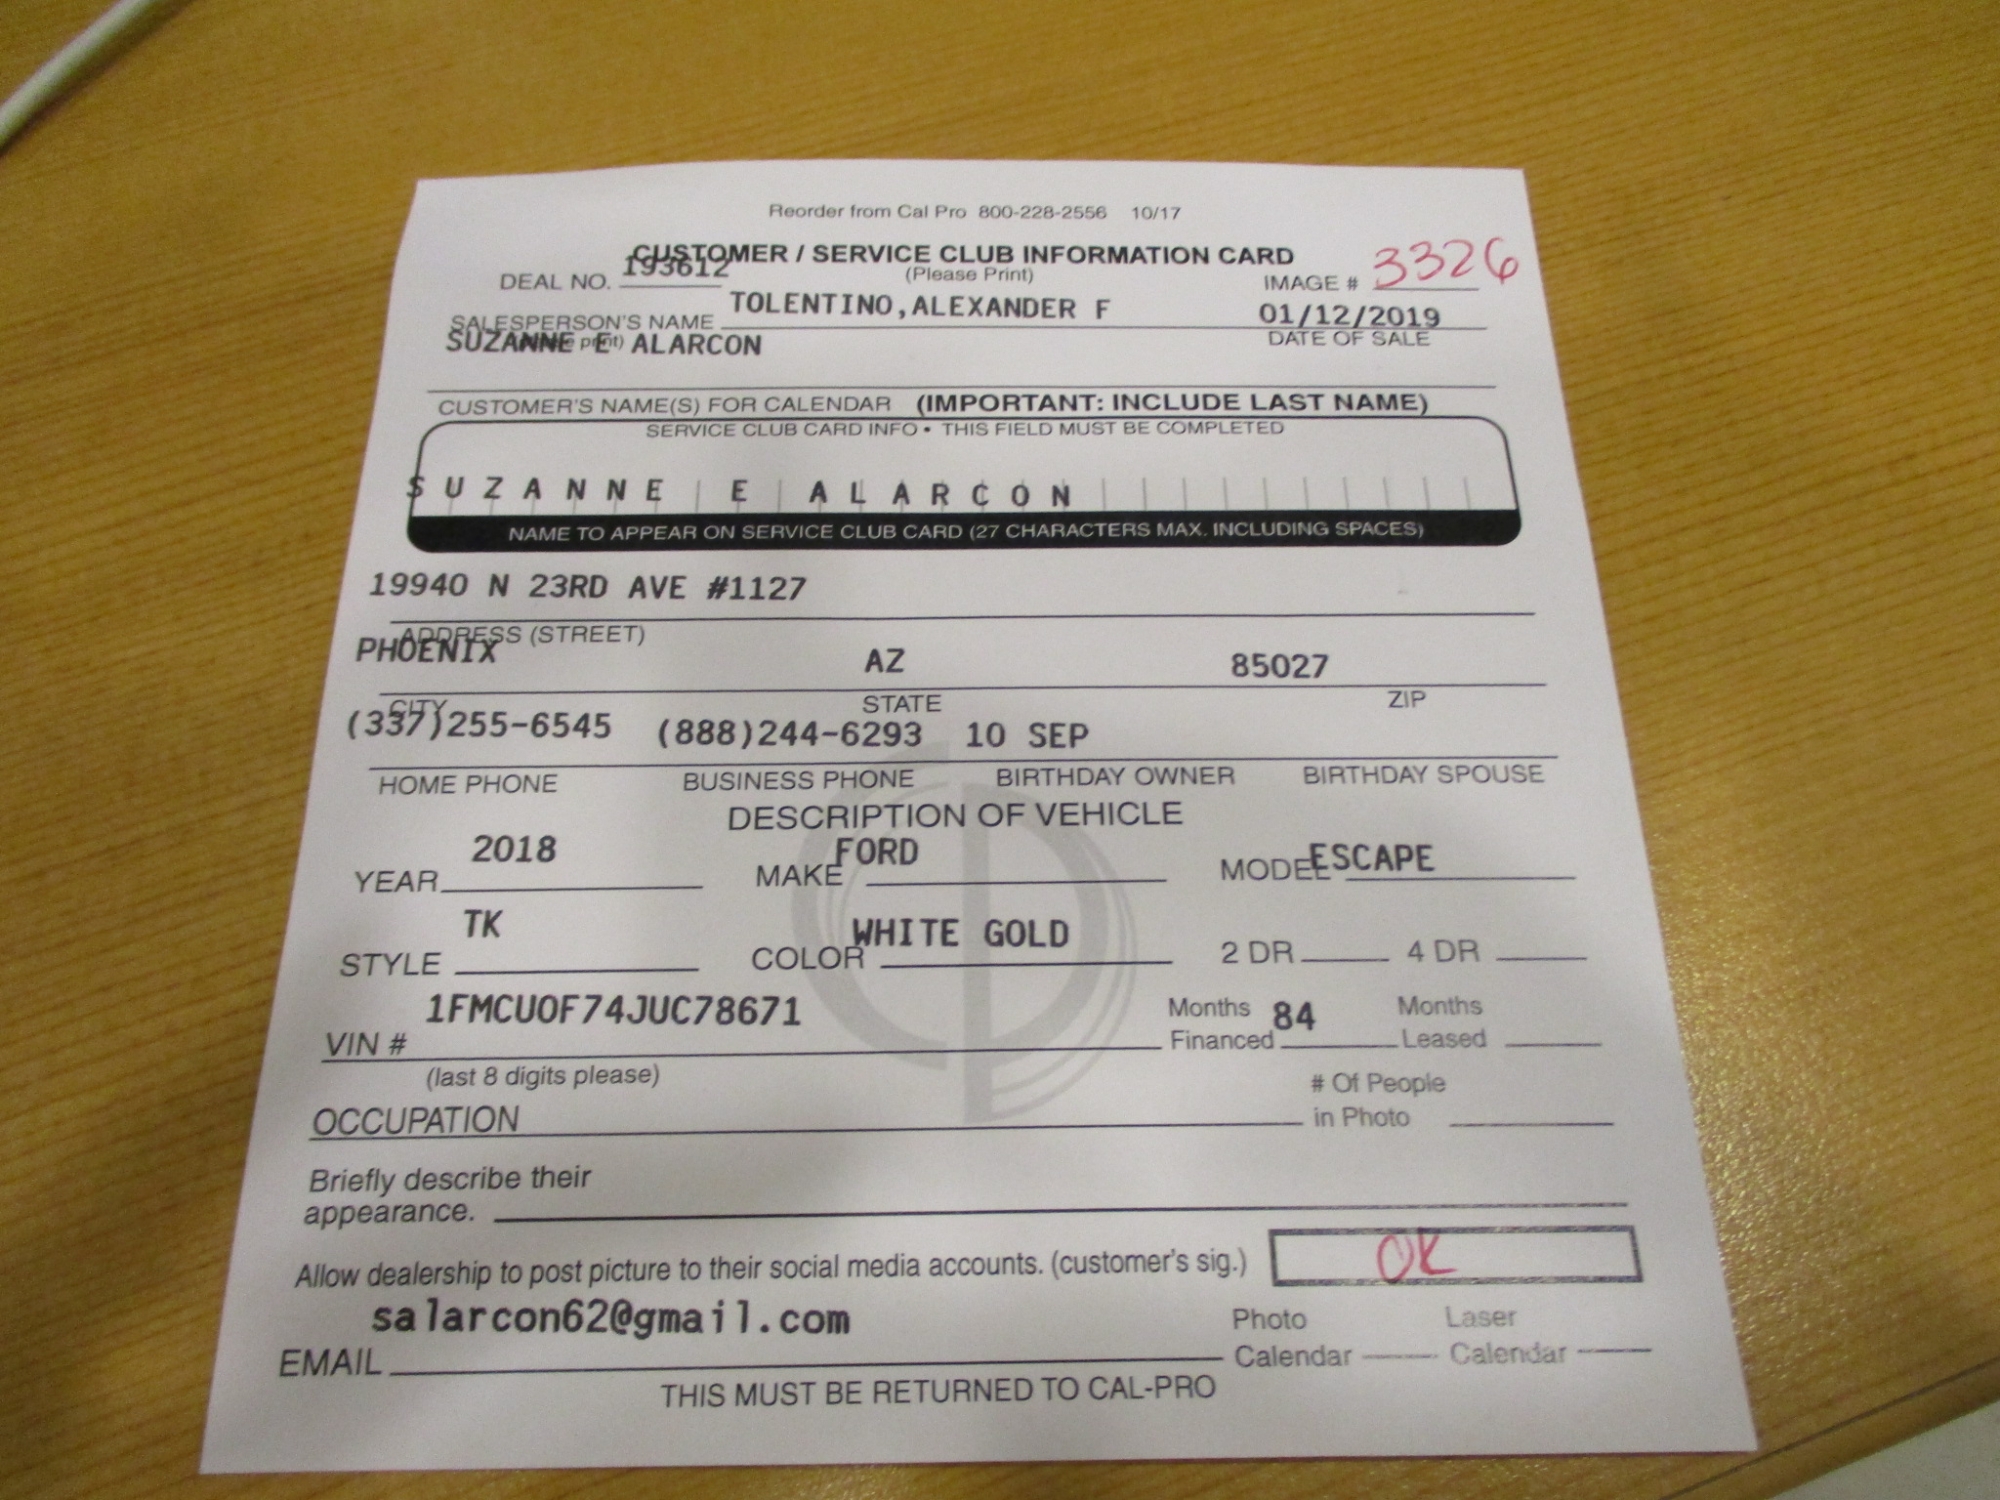 Reorder from Cal Pro 800-228-2556 10/17
CUSTOMER / SERVICE CLUB INFORMATION CARD
(Please Print)
DEAL NO. 193612 IMAGE # 3326
SALESPERSON'S NAME TOLENTINO,ALEXANDER F 01/12/2019
print) DATE OF SALE
SUZANNE E ALARCON
CUSTOMER'S NAME(S) FOR CALENDAR (IMPORTANT: INCLUDE LAST NAME)
SERVICE CLUB CARD INFO • THIS FIELD MUST BE COMPLETED
SUZANNE E ALARCON
NAME TO APPEAR ON SERVICE CLUB CARD (27 CHARACTERS MAX. INCLUDING SPACES)
19940 N 23RD AVE #1127
ADDRESS (STREET)
PHOENIX AZ 85027
CITY STATE ZIP
(337)255-6545 (888)244-6293 10 SEP
HOME PHONE BUSINESS PHONE BIRTHDAY OWNER BIRTHDAY SPOUSE
DESCRIPTION OF VEHICLE
YEAR 2018 MAKE FORD MODEL ESCAPE
STYLE TK COLOR WHITE GOLD 2 DR 4 DR
VIN # 1FMCU0F74JUC78671 Months Financed 84 Months Leased
(last 8 digits please)
OCCUPATION # Of People in Photo
Briefly describe their
appearance.
Allow dealership to post picture to their social media accounts. (customer's sig.) OK
salarcon62@gmail.com
EMAIL Photo Calendar Laser Calendar
THIS MUST BE RETURNED TO CAL-PRO